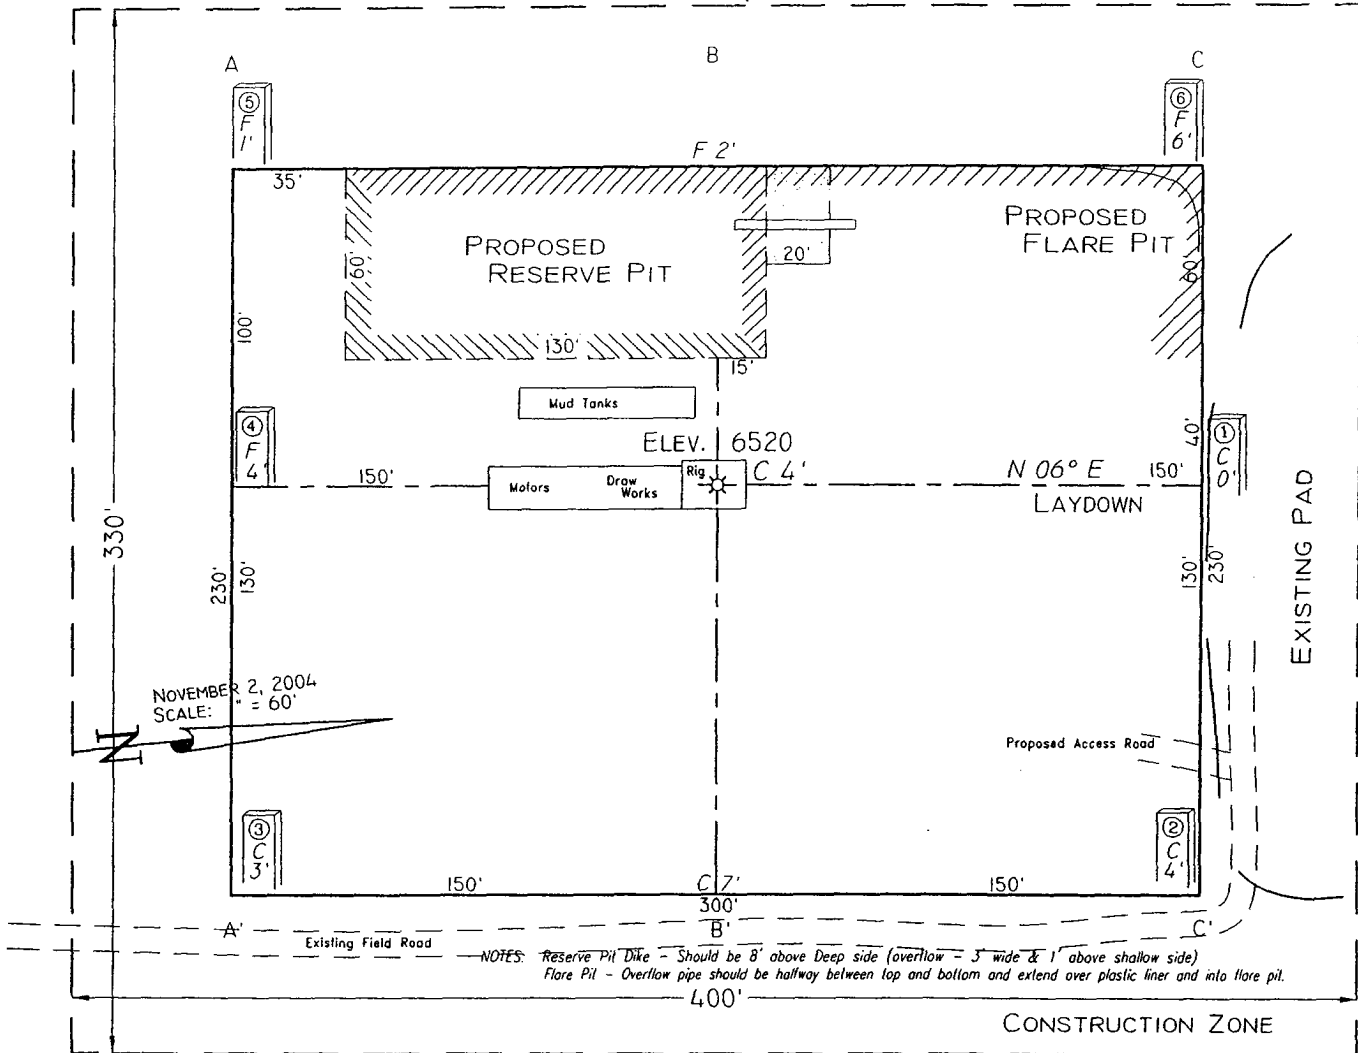 A
B
C
⑤
F
1'
⑥
F
6'
F 2'
35'
PROPOSED
RESERVE PIT
60'
20'
PROPOSED
FLARE PIT
60'
100'
130'
15'
Mud Tanks
④
F
4'
ELEV. 6520
①
C
0'
40'
150'
Motors
Draw
Works
Rig
C 4'
N 06° E
150'
LAYDOWN
330'
230'
130'
130'
230'
EXISTING PAD
NOVEMBER 2, 2004
SCALE: " = 60'
N
Proposed Access Road
③
C
3'
②
C
4'
150'
C 7'
150'
300'
A'
B'
C'
Existing Field Road
NOTES: Reserve Pit Dike - Should be 8' above Deep side (overflow - 3' wide & 1' above shallow side)
Flare Pit - Overflow pipe should be halfway between top and bottom and extend over plastic liner and into flare pit.
400'
CONSTRUCTION ZONE